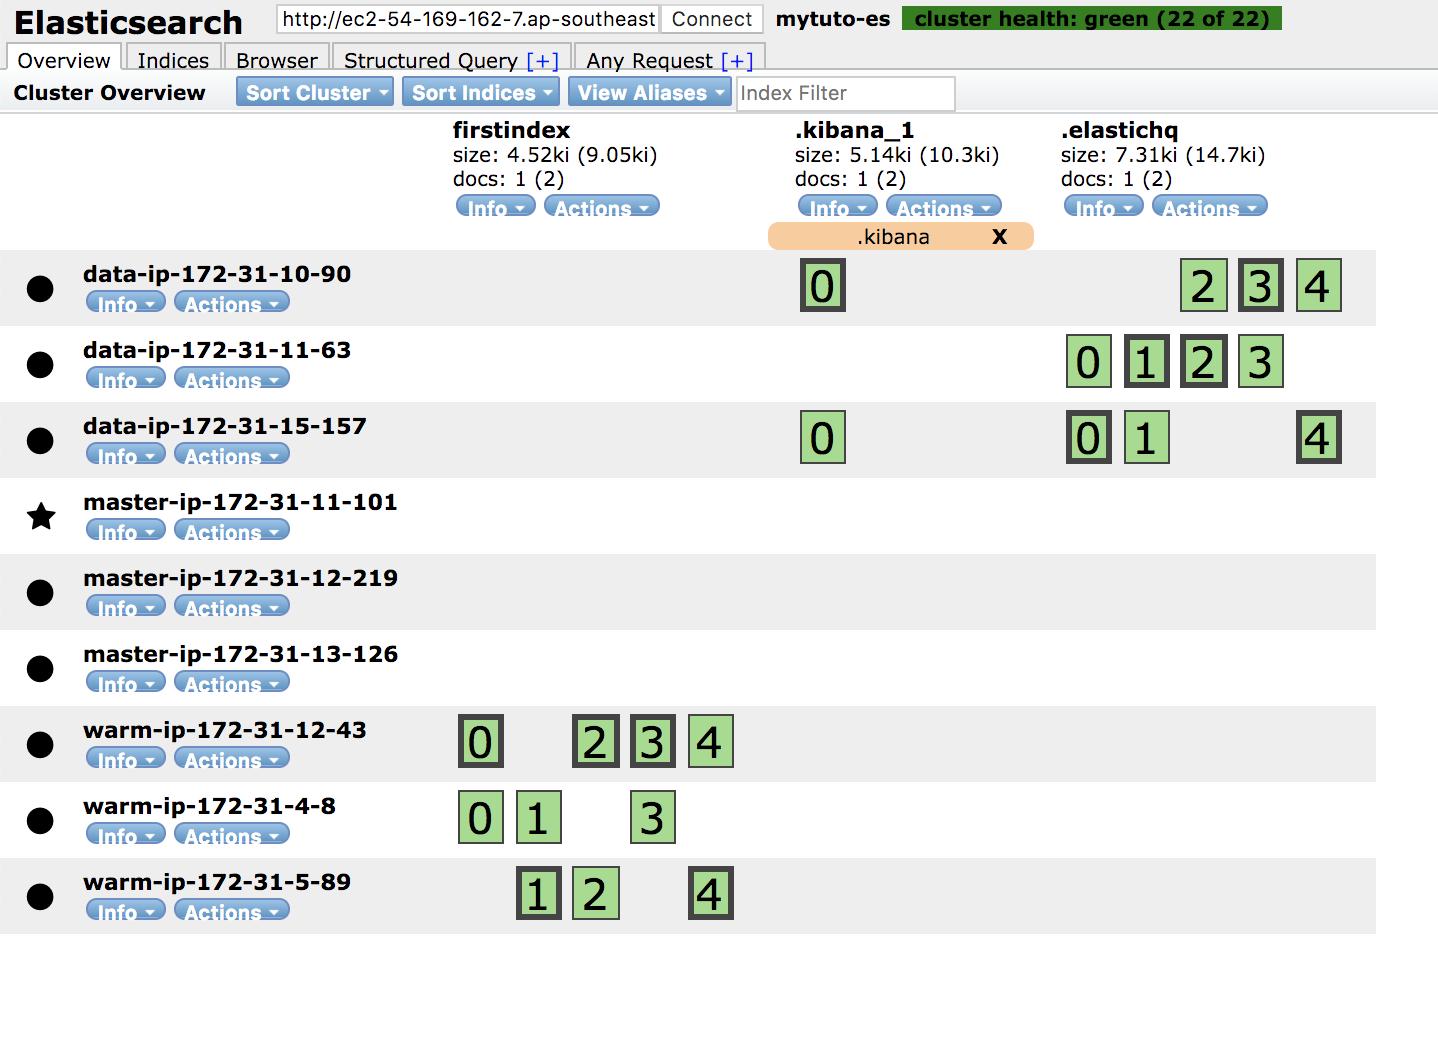 Elasticsearch http://ec2-54-169-162-7.ap-southeast Connect mytuto-es cluster health: green (22 of 22)
Overview Indices Browser Structured Query [+] Any Request [+]
Cluster Overview Sort Cluster Sort Indices View Aliases Index Filter
firstindex .kibana_1 .elastichq
size: 4.52ki (9.05ki) size: 5.14ki (10.3ki) size: 7.31ki (14.7ki)
docs: 1 (2) docs: 1 (2) docs: 1 (2)
Info Actions Info Actions Info Actions
.kibana X
data-ip-172-31-10-90
Info Actions 0 2 3 4
data-ip-172-31-11-63
Info Actions 0 1 2 3
data-ip-172-31-15-157
Info Actions 0 0 1 4
master-ip-172-31-11-101
Info Actions
master-ip-172-31-12-219
Info Actions
master-ip-172-31-13-126
Info Actions
warm-ip-172-31-12-43
Info Actions 0 2 3 4
warm-ip-172-31-4-8
Info Actions 0 1 3
warm-ip-172-31-5-89
Info Actions 1 2 4